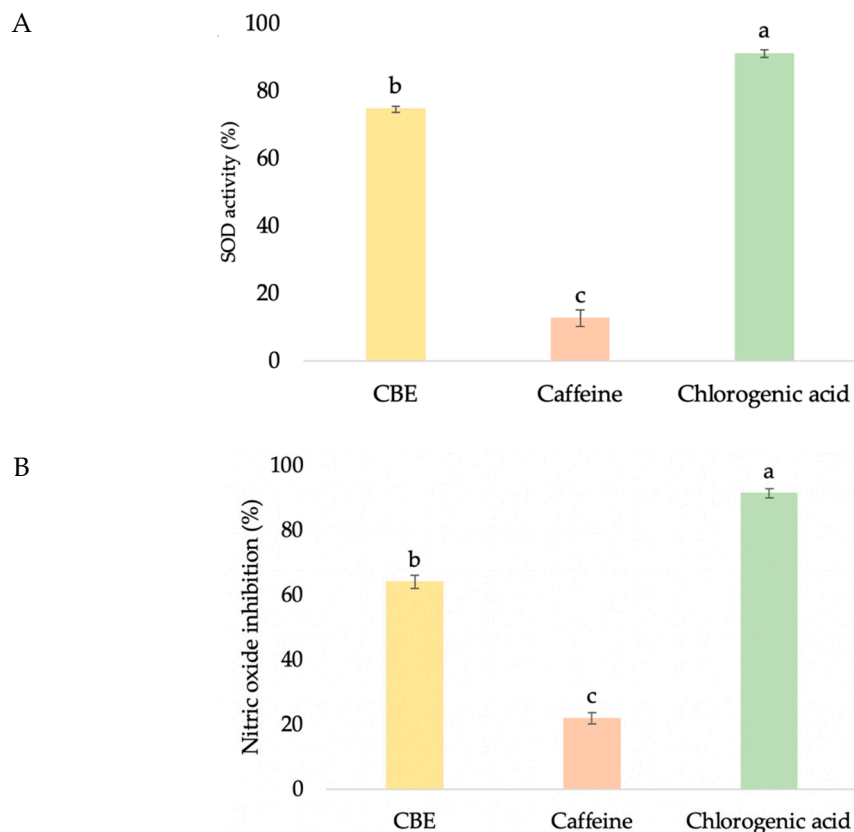 A
100
80
60
40
20
0
SOD activity (%)
b
c
a
CBE Caffeine Chlorogenic acid
B
100
80
60
40
20
0
Nitric oxide inhibition (%)
b
c
a
CBE Caffeine Chlorogenic acid